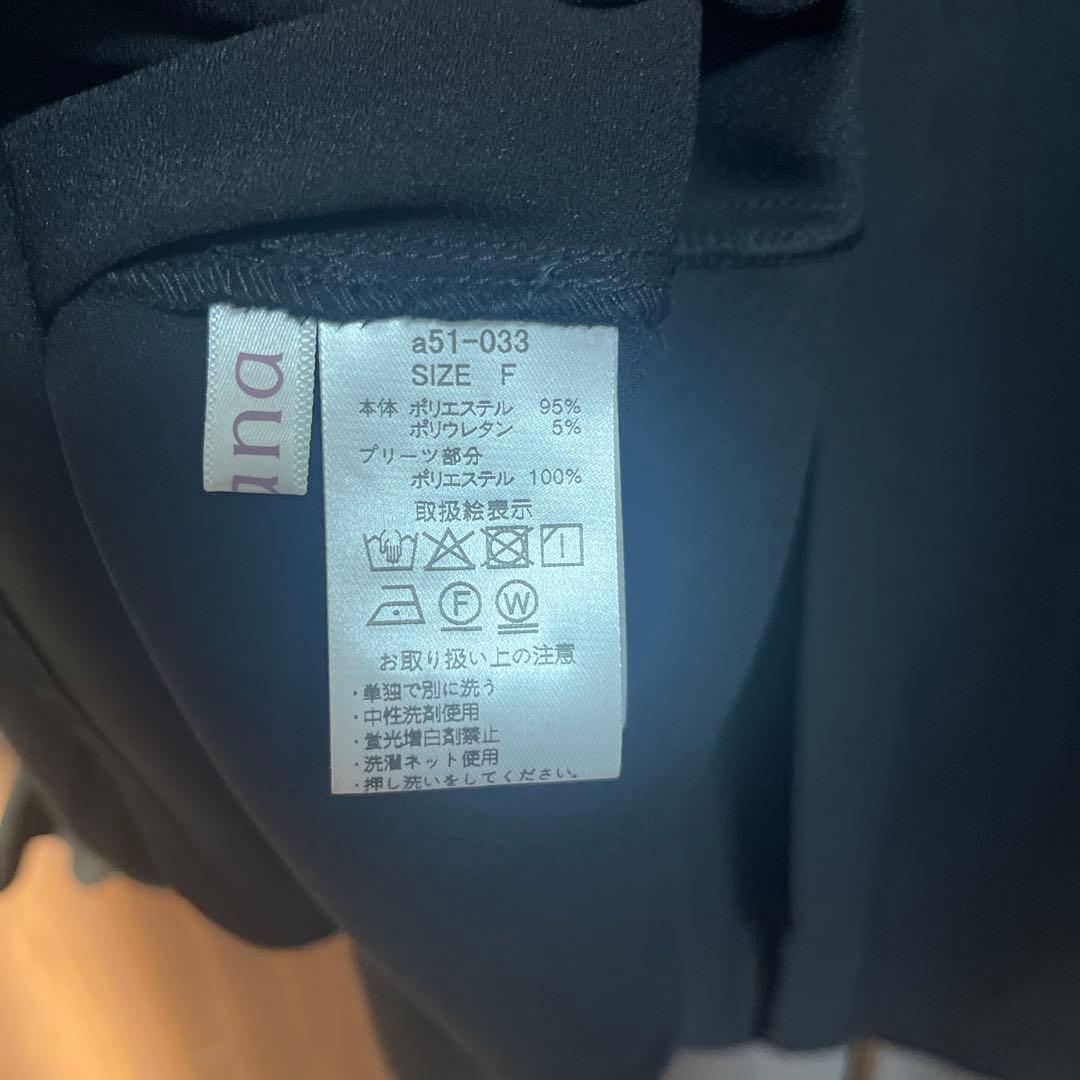 una
a51-033
SIZE F
本体 ポリエステル 95%
ポリウレタン 5%
プリーツ部分
ポリエステル 100%
取扱絵表示
F W
お取り扱い上の注意
・単独で別に洗う
・中性洗剤使用
・蛍光増白剤禁止
・洗濯ネット使用
・押し洗いをしてください。